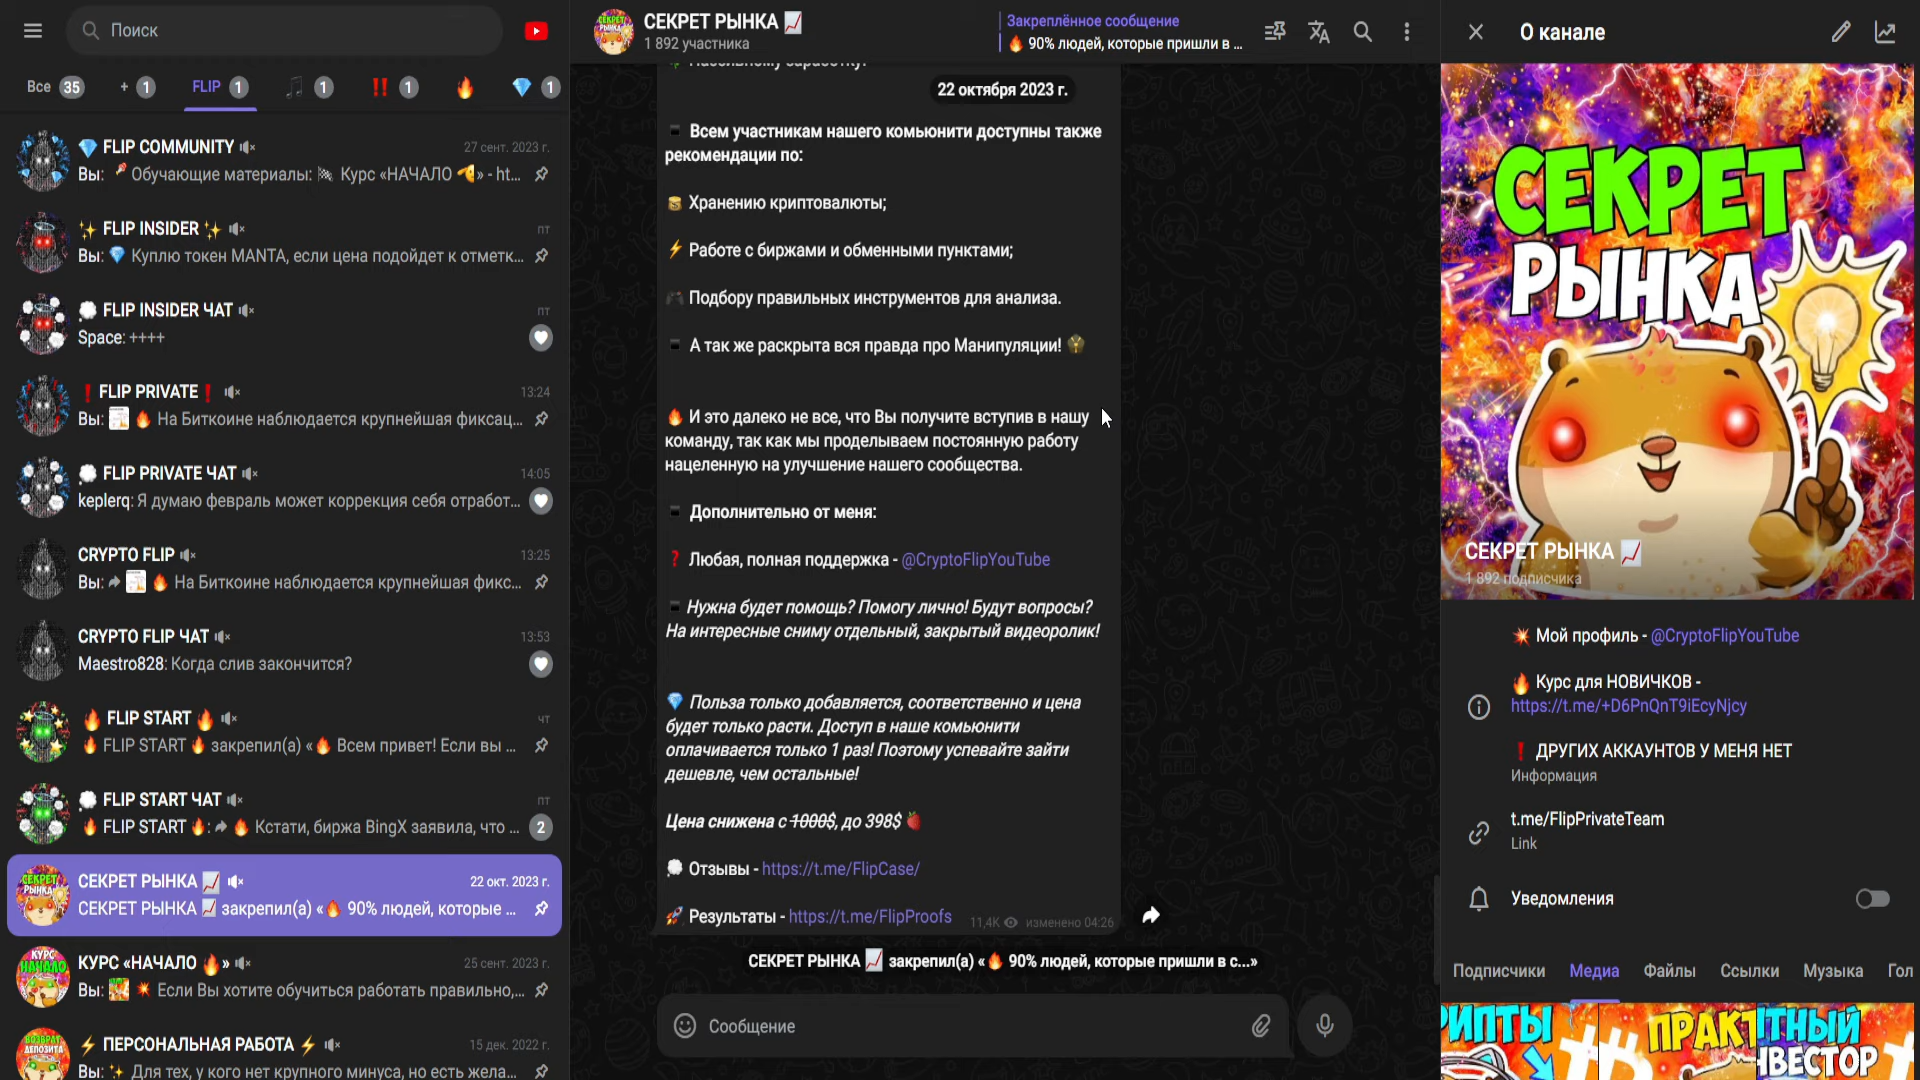 Поиск
Все 35
+ 1
FLIP 1
1
‼ 1
1
FLIP COMMUNITY
27 сент. 2023 г.
Вы: Обучающие материалы: Курс «НАЧАЛО » - ht...
FLIP INSIDER
пт
Вы: Куплю токен MANTA, если цена подойдет к отметк...
FLIP INSIDER ЧАТ
пт
Space: ++++
FLIP PRIVATE
13:24
Вы: На Биткоине наблюдается крупнейшая фиксац...
FLIP PRIVATE ЧАТ
14:05
keplerq: Я думаю февраль может коррекция себя отработ...
CRYPTO FLIP
13:25
Вы: На Биткоине наблюдается крупнейшая фикс...
CRYPTO FLIP ЧАТ
13:53
Maestro828: Когда слив закончится?
FLIP START
чт
FLIP START закрепил(а) « Всем привет! Если вы ...
FLIP START ЧАТ
пт
FLIP START : Кстати, биржа BingX заявила, что ...
2
СЕКРЕТ РЫНКА
22 окт. 2023 г.
СЕКРЕТ РЫНКА закрепил(а) « 90% людей, которые ...
КУРС «НАЧАЛО »
25 сент. 2023 г.
Вы: Если Вы хотите обучиться работать правильно,...
ПЕРСОНАЛЬНАЯ РАБОТА
15 дек. 2022 г.
Вы: Для тех, у кого нет крупного минуса, но есть жела...
СЕКРЕТ РЫНКА
1 892 участника
Закреплённое сообщение
90% людей, которые пришли в ...
22 октября 2023 г.
Всем участникам нашего комьюнити доступны также
рекомендации по:
Хранению криптовалюты;
Работе с биржами и обменными пунктами;
Подбору правильных инструментов для анализа.
А так же раскрыта вся правда про Манипуляции!
И это далеко не все, что Вы получите вступив в нашу
команду, так как мы проделываем постоянную работу
нацеленную на улучшение нашего сообщества.
Дополнительно от меня:
Любая, полная поддержка - @CryptoFlipYouTube
Нужна будет помощь? Помогу лично! Будут вопросы?
На интересные сниму отдельный, закрытый видеоролик!
Польза только добавляется, соответственно и цена
будет только расти. Доступ в наше комьюнити
оплачивается только 1 раз! Поэтому успевайте зайти
дешевле, чем остальные!
Цена снижена с 1000$, до 398$
Отзывы - https://t.me/FlipCase/
Результаты - https://t.me/FlipProofs
11,4K изменено 04:26
СЕКРЕТ РЫНКА закрепил(а) « 90% людей, которые пришли в с...»
Сообщение
О канале
СЕКРЕТ
РЫНКА
СЕКРЕТ РЫНКА
1 892 подписчика
Мой профиль - @CryptoFlipYouTube
Курс для НОВИЧКОВ -
https://t.me/+D6PnQnT9iEcyNjcy
ДРУГИХ АККАУНТОВ У МЕНЯ НЕТ
Информация
t.me/FlipPrivateTeam
Link
Уведомления
Подписчики Медиа Файлы Ссылки Музыка Гол